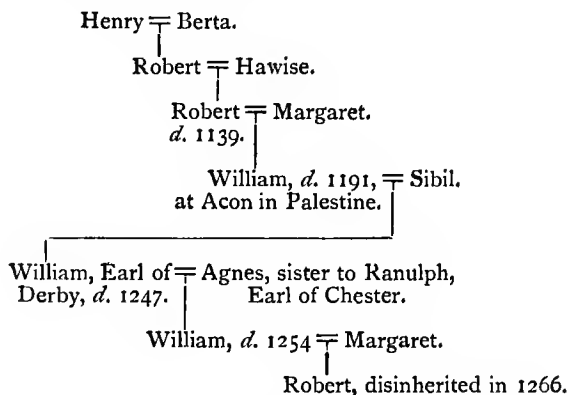 Henry = Berta.
Robert = Hawise.
Robert = Margaret.
d. 1139.
William, d. 1191, = Sibil.
at Acon in Palestine.
William, Earl of = Agnes, sister to Ranulph,
Derby, d. 1247. Earl of Chester.
William, d. 1254 = Margaret.
Robert, disinherited in 1266.